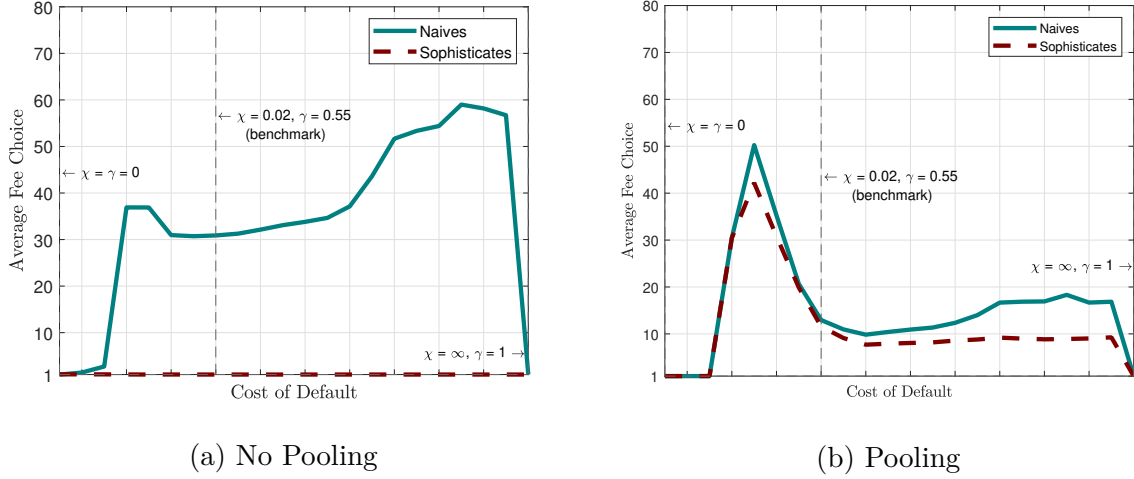 80
70
60
50
40
30
20
10
1
Average Fee Choice
Naives
Sophisticates
← χ = 0.02, γ = 0.55
(benchmark)
← χ = γ = 0
χ = ∞, γ = 1 →
Cost of Default
(a) No Pooling
80
70
60
50
40
30
20
10
1
Average Fee Choice
Naives
Sophisticates
← χ = γ = 0
← χ = 0.02, γ = 0.55
(benchmark)
χ = ∞, γ = 1 →
Cost of Default
(b) Pooling